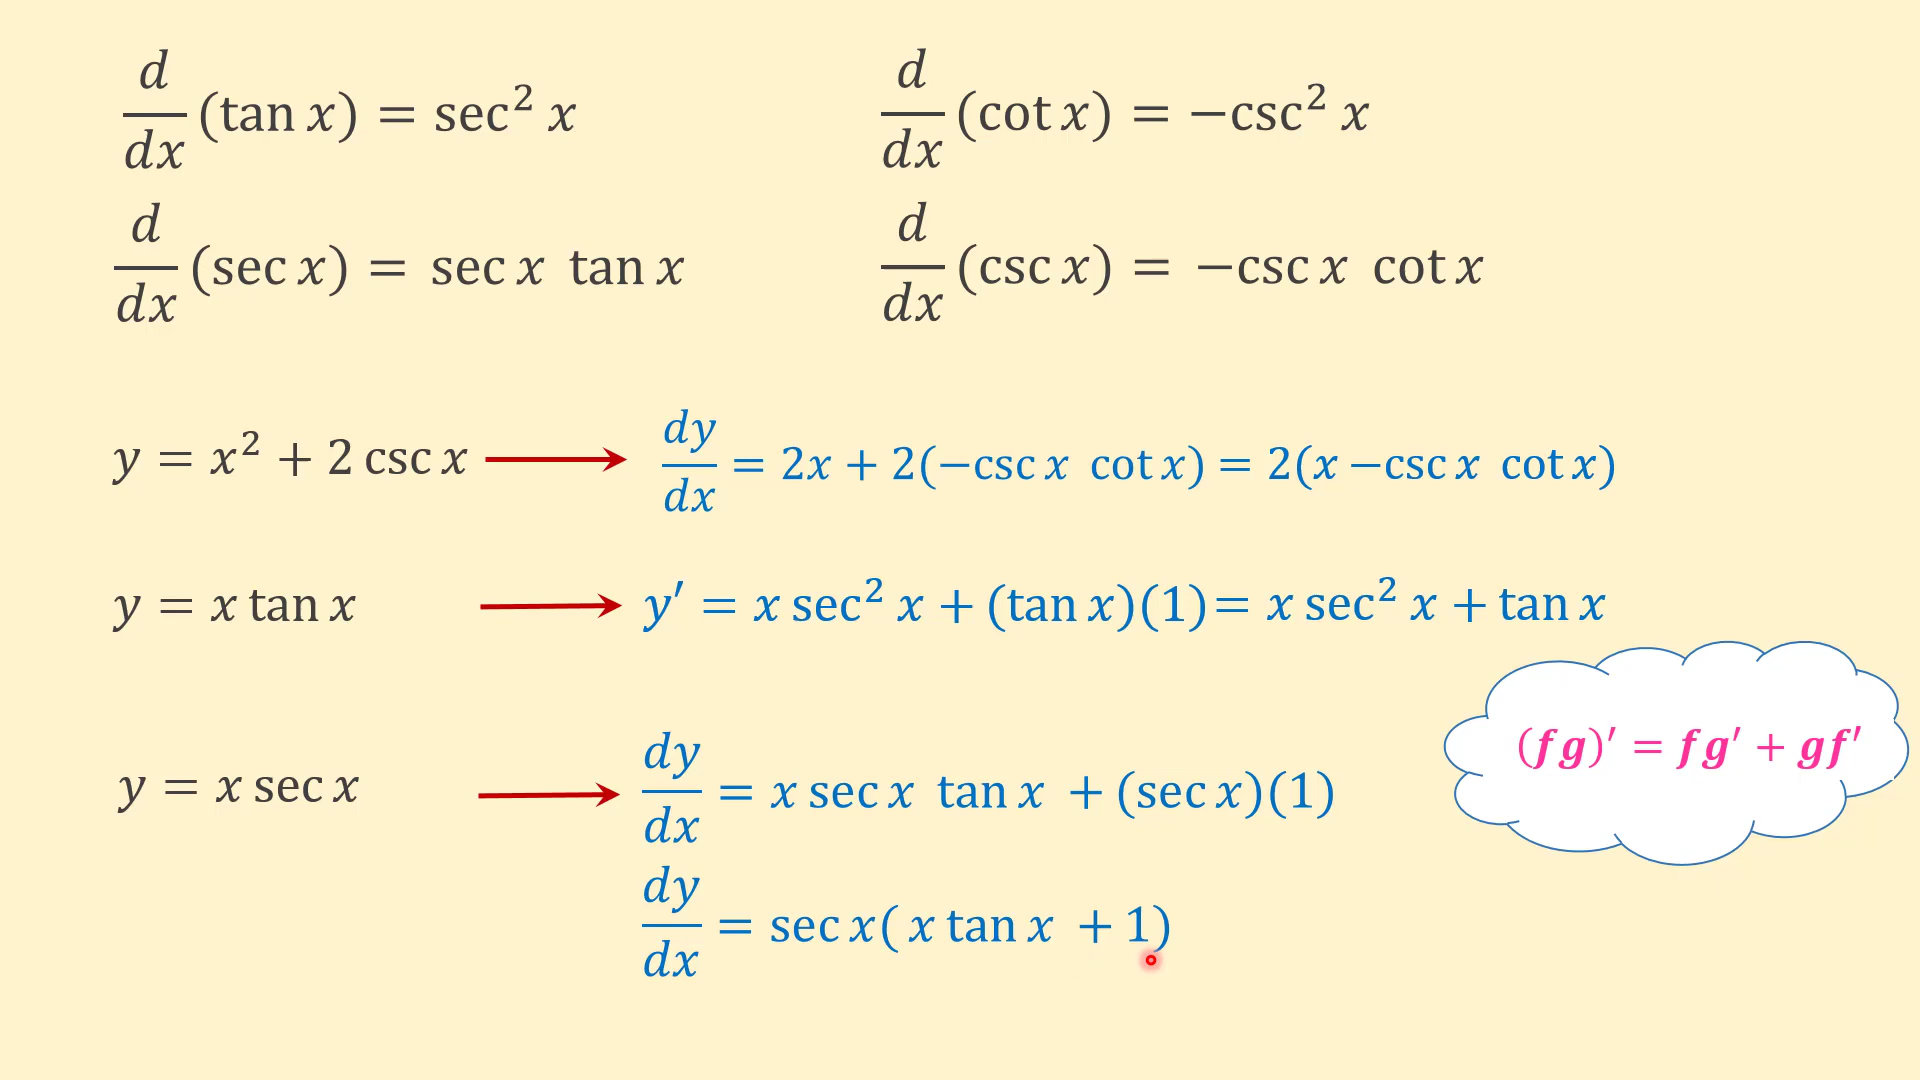 d/dx (tan x) = sec² x
d/dx (cot x) = −csc² x
d/dx (sec x) = sec x tan x
d/dx (csc x) = −csc x cot x
y = x² + 2 csc x
dy/dx = 2x + 2(−csc x cot x) = 2(x −csc x cot x)
y = x tan x
y′ = x sec² x + (tan x)(1) = x sec² x + tan x
(fg)′ = fg′ + gf′
y = x sec x
dy/dx = x sec x tan x + (sec x)(1)
dy/dx = sec x( x tan x + 1)